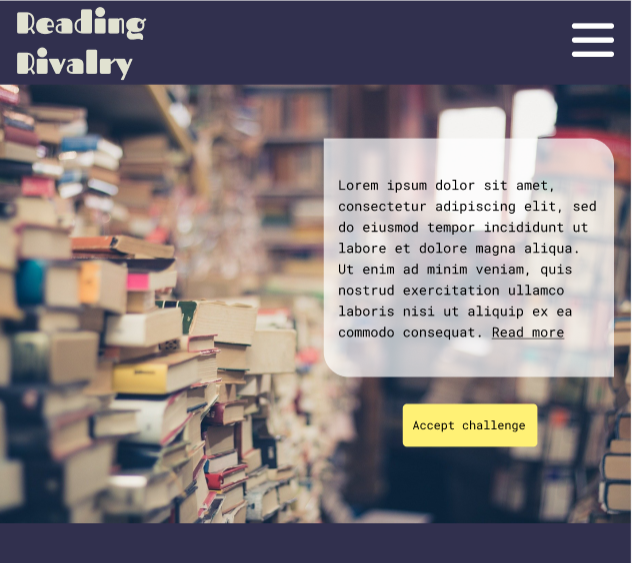 Reading
Rivalry
Lorem ipsum dolor sit amet,
consectetur adipiscing elit, sed
do eiusmod tempor incididunt ut
labore et dolore magna aliqua.
Ut enim ad minim veniam, quis
nostrud exercitation ullamco
laboris nisi ut aliquip ex ea
commodo consequat. Read more
Accept challenge